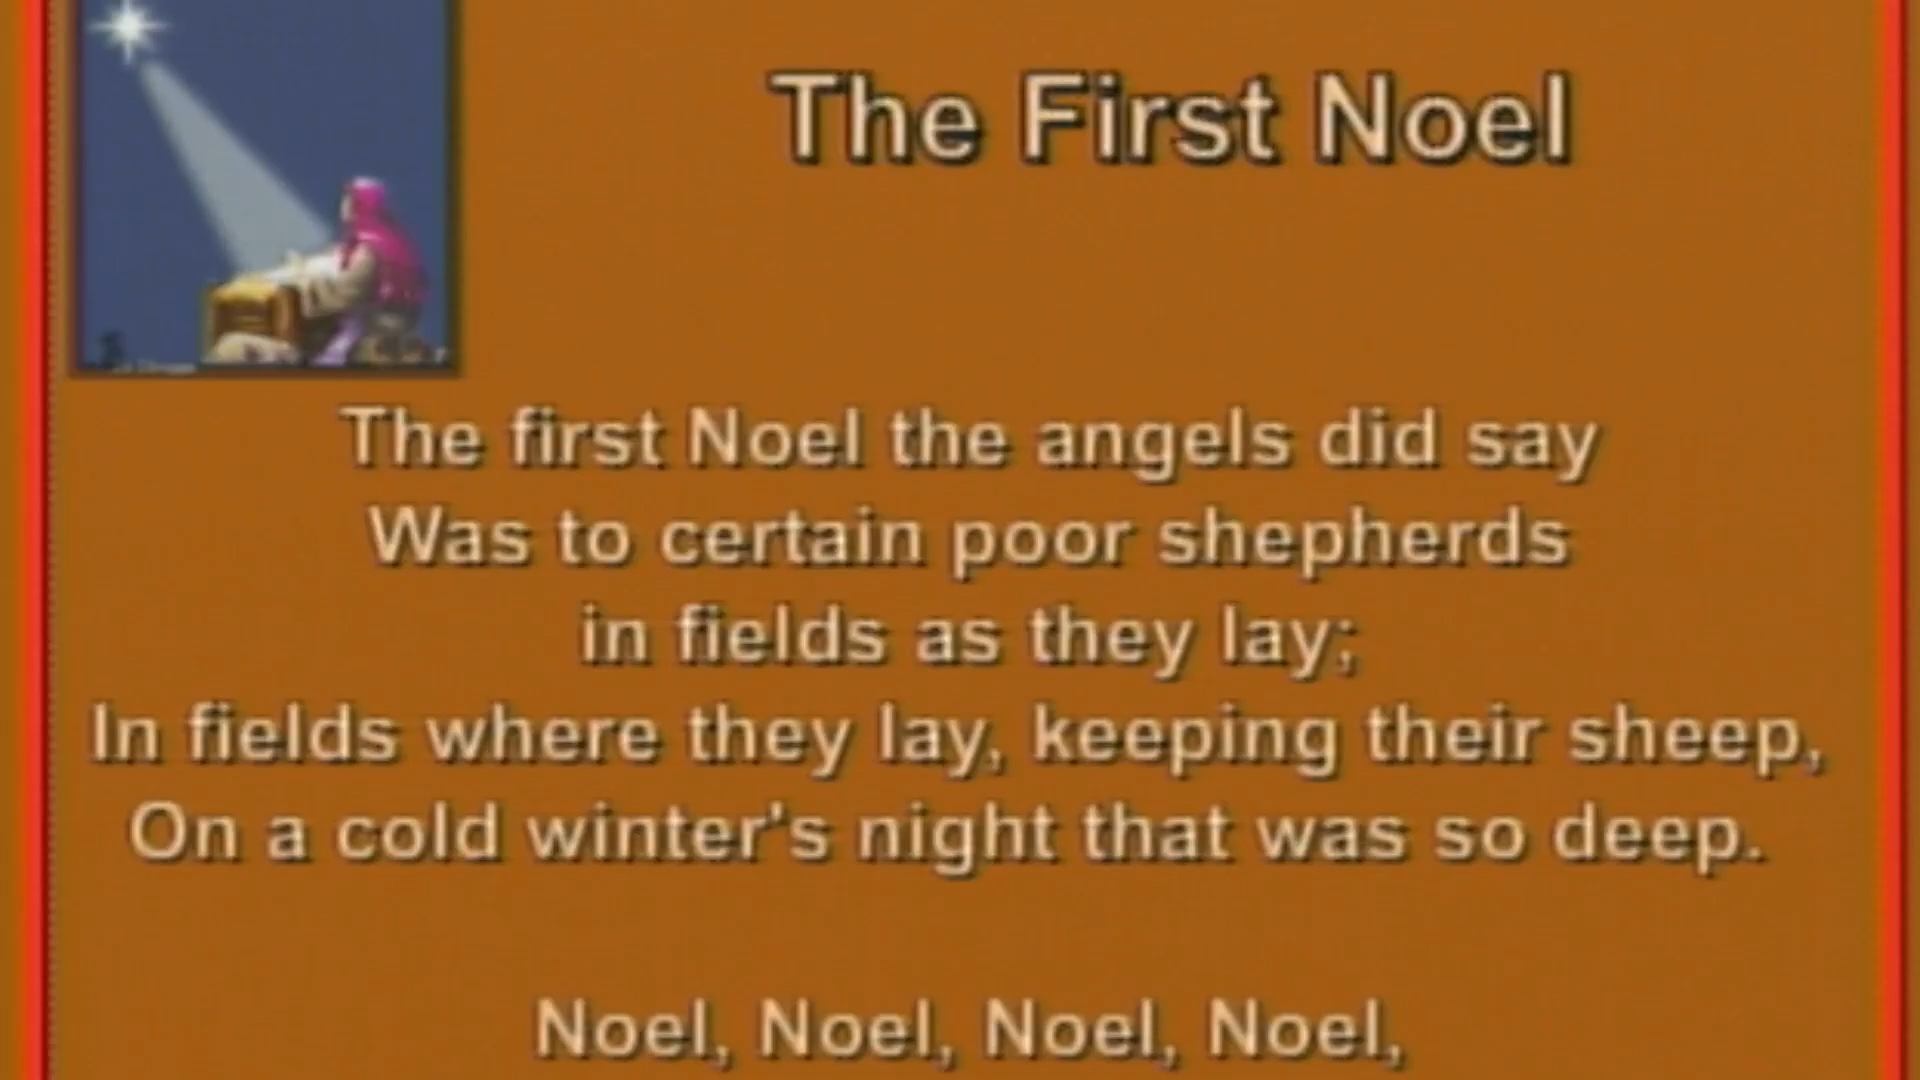 The First Noel
The first Noel the angels did say
Was to certain poor shepherds
in fields as they lay;
In fields where they lay, keeping their sheep,
On a cold winter's night that was so deep.
Noel, Noel, Noel, Noel,